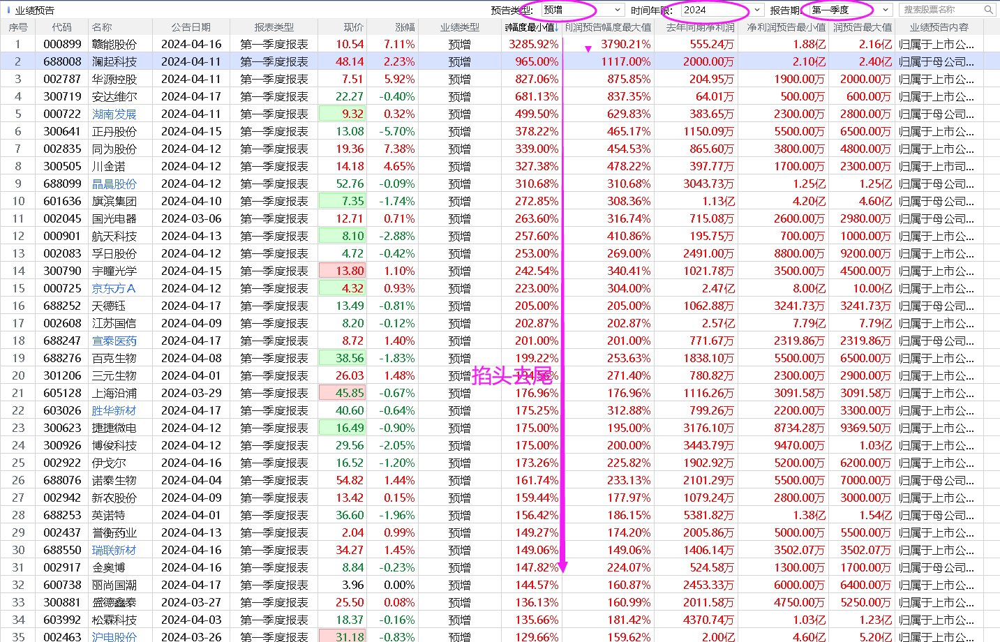 业绩预告 预告类型: 预增 时间年限: 2024 报告期: 第一季度 搜索股票名称
序号 代码 名称 公告日期 报表类型 现价 涨幅 业绩类型 幅度最小值↓ 利润预告幅度最大值 去年同期净利润 净利润预告最小值 润预告最大值 业绩预告内容
1 000899 赣能股份 2024-04-16 第一季度报表 10.54 7.11% 预增 3285.92% 3790.21% 555.24万 1.88亿 2.16亿 归属于上市公...
2 688008 澜起科技 2024-04-11 第一季度报表 48.14 2.23% 预增 965.00% 1117.00% 2000.00万 2.10亿 2.40亿 归属于母公司...
3 002787 华源控股 2024-04-11 第一季度报表 7.51 5.92% 预增 827.06% 875.85% 204.95万 1900.00万 2000.00万 归属于上市公...
4 300719 安达维尔 2024-04-17 第一季度报表 22.27 -0.40% 预增 681.13% 837.35% 64.01万 500.00万 600.00万 归属于上市公...
5 000722 湖南发展 2024-04-11 第一季度报表 9.32 0.32% 预增 499.50% 629.83% 383.65万 2300.00万 2800.00万 归属于母公司...
6 300641 正丹股份 2024-04-15 第一季度报表 13.08 -5.70% 预增 378.22% 465.17% 1150.09万 5500.00万 6500.00万 归属于上市公...
7 002835 同为股份 2024-04-12 第一季度报表 19.36 7.38% 预增 339.00% 454.53% 865.60万 3800.00万 4800.00万 归属于上市公...
8 300505 川金诺 2024-04-12 第一季度报表 14.18 4.65% 预增 327.38% 478.22% 397.77万 1700.00万 2300.00万 归属于上市司...
9 688099 晶晨股份 2024-04-12 第一季度报表 52.76 -0.09% 预增 310.68% 310.68% 3043.73万 1.25亿 1.25亿 归属于母公司...
10 601636 旗滨集团 2024-04-10 第一季度报表 7.35 -1.74% 预增 272.85% 308.36% 1.13亿 4.20亿 4.60亿 归属于母公司...
11 002045 国光电器 2024-03-06 第一季度报表 12.71 0.71% 预增 263.60% 316.74% 715.08万 2600.00万 2980.00万 归属于上市公...
12 000901 航天科技 2024-04-13 第一季度报表 8.10 -2.88% 预增 257.60% 410.86% 195.75万 700.00万 1000.00万 归属于上市公...
13 002083 孚日股份 2024-04-12 第一季度报表 4.72 -0.42% 预增 253.00% 269.00% 2491.00万 8800.00万 9200.00万 归属于上市公...
14 300790 宇瞳光学 2024-04-15 第一季度报表 13.80 1.10% 预增 242.54% 340.41% 1021.78万 3500.00万 4500.00万 归属于上市公...
15 000725 京东方A 2024-04-12 第一季度报表 4.32 0.93% 预增 223.00% 304.00% 2.47亿 8.00亿 10.00亿 归属于上市公...
16 688252 天德钰 2024-04-17 第一季度报表 13.49 -0.81% 预增 205.00% 205.00% 1062.88万 3241.73万 3241.73万 归属于母公司...
17 002608 江苏国信 2024-04-09 第一季度报表 8.20 -0.12% 预增 202.87% 202.87% 2.57亿 7.79亿 7.79亿 归属于上市公...
18 688247 宣泰医药 2024-04-17 第一季度报表 8.72 1.40% 预增 201.00% 201.00% 771.67万 2319.86万 2319.86万 归属于上市公...
19 688276 百克生物 2024-04-08 第一季度报表 38.56 -1.83% 预增 199.22% 253.63% 1838.10万 5500.00万 6500.00万 归属于母公司...
20 301206 三元生物 2024-04-01 第一季度报表 26.03 1.48% 预增 掐头去尾 271.40% 780.82万 2300.00万 2900.00万 归属于上市公...
21 605128 上海沿浦 2024-03-29 第一季度报表 45.85 -0.67% 预增 176.96% 176.96% 1116.26万 3091.58万 3091.58万 归属于上市公...
22 603026 胜华新材 2024-04-17 第一季度报表 40.60 -0.64% 预增 175.25% 312.88% 799.26万 2200.00万 3300.00万 归属于上市公...
23 300623 捷捷微电 2024-04-12 第一季度报表 16.49 -0.90% 预增 175.00% 195.00% 3176.10万 8734.28万 9369.50万 归属于上市公...
24 300926 博俊科技 2024-04-12 第一季度报表 29.56 -2.05% 预增 175.00% 200.00% 3443.79万 9470.00万 1.03亿 归属于上市公...
25 002922 伊戈尔 2024-04-16 第一季度报表 16.52 -1.20% 预增 173.26% 225.82% 1902.92万 5200.00万 6200.00万 归属于上市公...
26 688076 诺泰生物 2024-04-04 第一季度报表 54.82 1.44% 预增 161.74% 233.13% 2101.29万 5500.00万 7000.00万 归属于母公司...
27 002942 新农股份 2024-04-09 第一季度报表 13.42 0.15% 预增 159.44% 177.97% 1079.24万 2800.00万 3000.00万 归属于上市公...
28 688253 英诺特 2024-04-01 第一季度报表 36.60 -1.96% 预增 156.42% 186.15% 5381.82万 1.38亿 1.54亿 归属于母公司...
29 002437 誉衡药业 2024-04-13 第一季度报表 2.04 0.99% 预增 149.27% 174.20% 2005.86万 5000.00万 5500.00万 归属于上市公...
30 688550 瑞联新材 2024-04-16 第一季度报表 34.27 1.45% 预增 149.06% 149.06% 1406.14万 3502.07万 3502.07万 归属于上市公...
31 002917 金奥博 2024-04-16 第一季度报表 8.84 -0.23% 预增 147.82% 224.07% 524.58万 1300.00万 1700.00万 归属于母公司...
32 600738 丽尚国潮 2024-04-17 第一季度报表 3.96 0.00% 预增 144.57% 160.87% 2453.33万 6000.00万 6400.00万 归属于上市公...
33 300881 盛德鑫泰 2024-03-27 第一季度报表 25.50 0.08% 预增 136.13% 160.99% 2011.58万 4750.00万 5250.00万 归属于上市公...
34 603992 松霖科技 2024-04-03 第一季度报表 18.37 -0.16% 预增 135.66% 181.42% 4370.74万 1.03亿 1.23亿 归属于上市公...
35 002463 沪电股份 2024-03-26 第一季度报表 31.18 -0.83% 预增 129.66% 159.62% 2.00亿 4.60亿 5.20亿 归属于上市公...